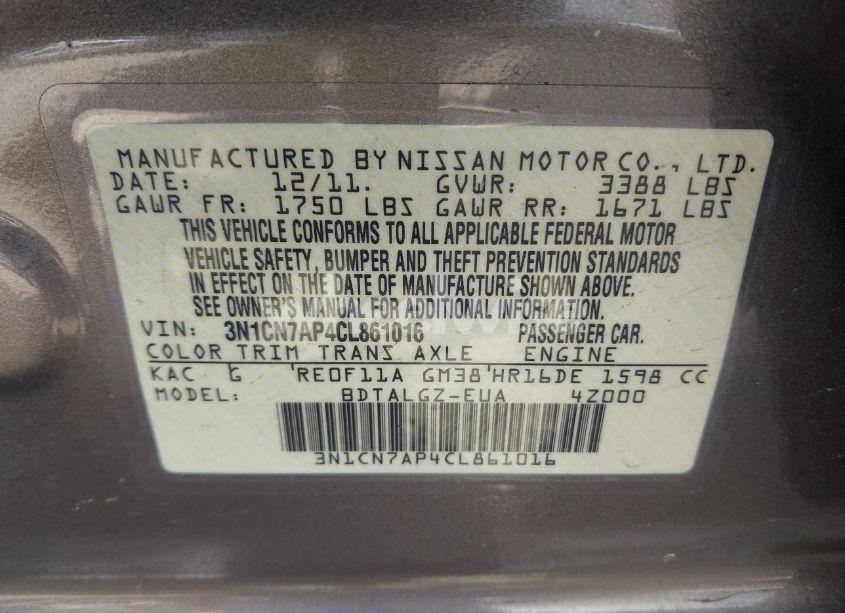 MANUFACTURED BY NISSAN MOTOR CO., LTD.
DATE: 12/11. GVWR: 3388 LBS
GAWR FR: 1750 LBS GAWR RR: 1671 LBS
THIS VEHICLE CONFORMS TO ALL APPLICABLE FEDERAL MOTOR
VEHICLE SAFETY, BUMPER AND THEFT PREVENTION STANDARDS
IN EFFECT ON THE DATE OF MANUFACTURE SHOWN ABOVE.
SEE OWNER'S MANUAL FOR ADDITIONAL INFORMATION.
VIN: 3N1CN7AP4CL861016 PASSENGER CAR.
COLOR TRIM TRANS AXLE ENGINE
KAC G RE0F11A GM38 HR16DE 1598 CC
MODEL: BDTALGZ-EUA 4Z000
3N1CN7AP4CL861016